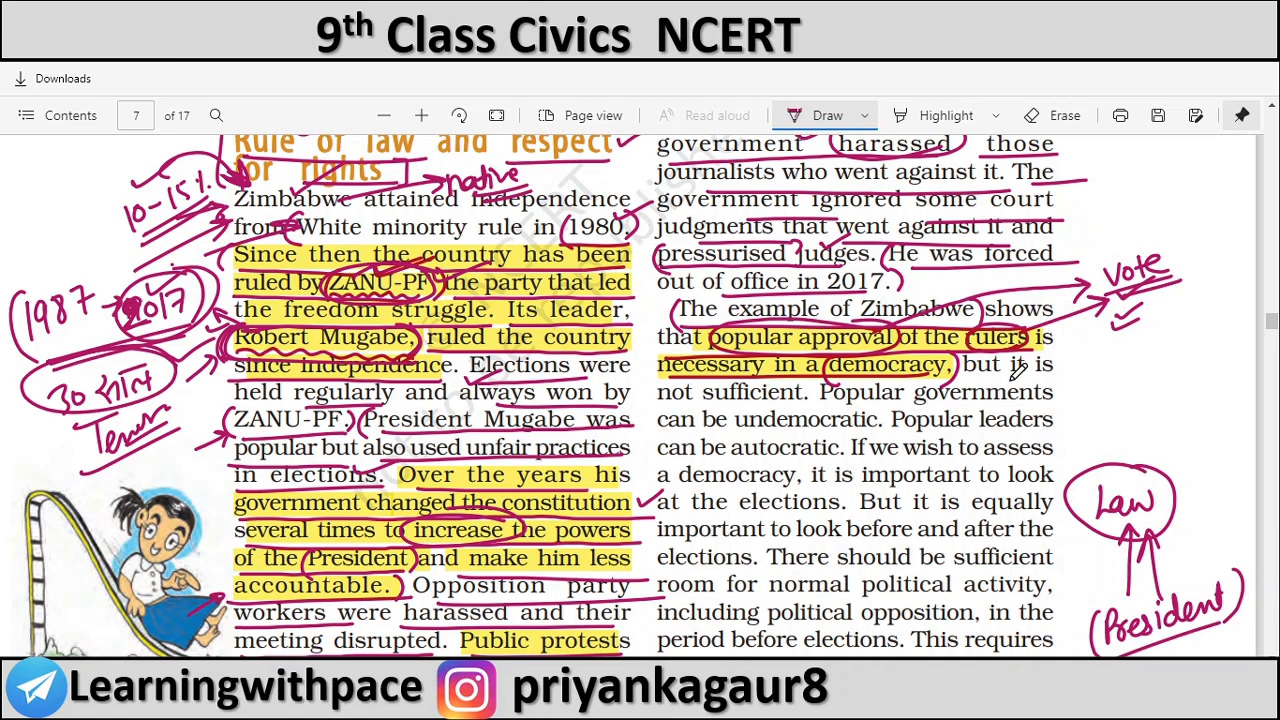 9th Class Civics NCERT
Downloads
Contents
7
of 17
Page view
Read aloud
Draw
Highlight
Erase
Rule of law and respect
for rights
native
10-15%
Zimbabwe attained independence
from White minority rule in 1980.
Since then the country has been
ruled by ZANU-PF, the party that led
the freedom struggle. Its leader,
Robert Mugabe, ruled the country
since independence. Elections were
held regularly and always won by
ZANU-PF. President Mugabe was
popular but also used unfair practices
in elections. Over the years his
government changed the constitution
several times to increase the powers
of the President and make him less
accountable. Opposition party
workers were harassed and their
meeting disrupted. Public protests
1987
2017
30 साल
Tenure
government harassed those
journalists who went against it. The
government ignored some court
judgments that went against it and
pressurised judges. He was forced
out of office in 2017.
The example of Zimbabwe shows
that popular approval of the rulers is
necessary in a democracy, but it is
not sufficient. Popular governments
can be undemocratic. Popular leaders
can be autocratic. If we wish to assess
a democracy, it is important to look
at the elections. But it is equally
important to look before and after the
elections. There should be sufficient
room for normal political activity,
including political opposition, in the
period before elections. This requires
vote
Law
(President)
Learningwithpace
priyankagaur8